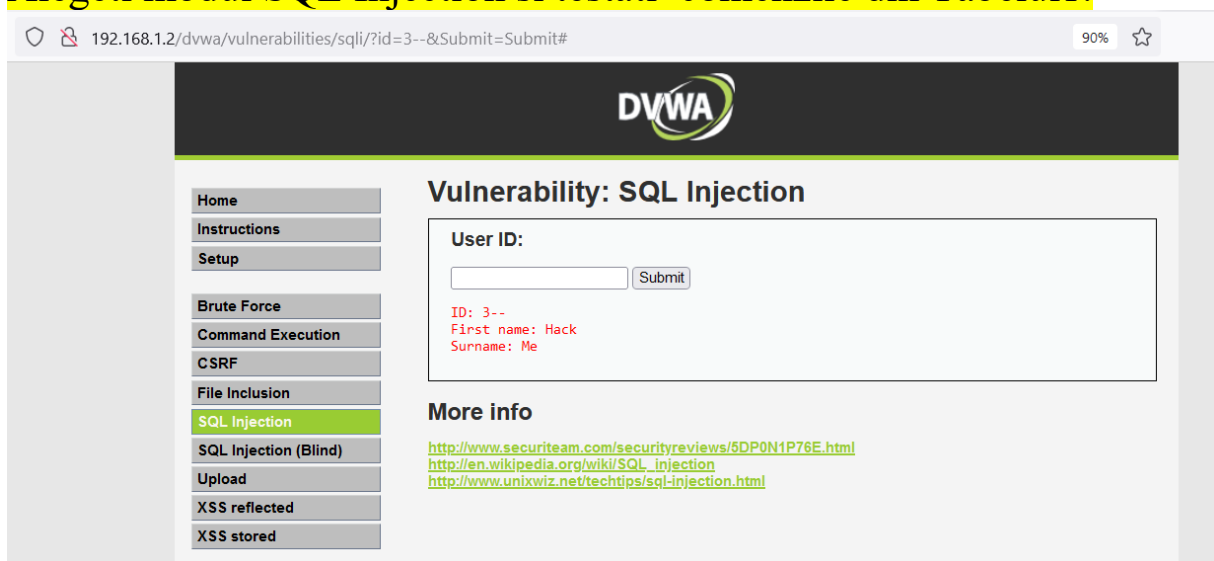 192.168.1.2/dvwa/vulnerabilities/sqli/?id=3--&Submit=Submit#
90%
DVWA
Home
Instructions
Setup
Brute Force
Command Execution
CSRF
File Inclusion
SQL Injection
SQL Injection (Blind)
Upload
XSS reflected
XSS stored
Vulnerability: SQL Injection
User ID:
Submit
ID: 3--
First name: Hack
Surname: Me
More info
http://www.securiteam.com/securityreviews/5DP0N1P76E.html
http://en.wikipedia.org/wiki/SQL_injection
http://www.unixwiz.net/techtips/sql-injection.html